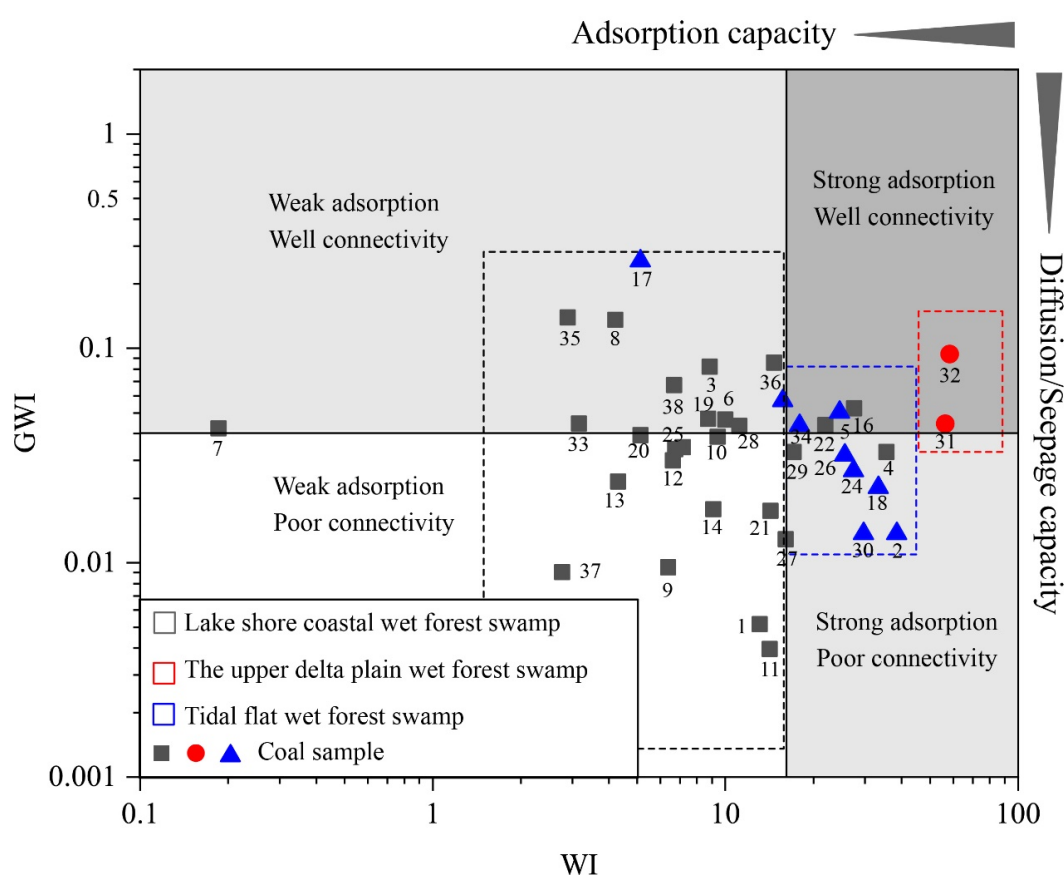 Adsorption capacity
Diffusion/Seepage capacity
GWI
1
0.5
0.1
0.01
0.001
Weak adsorption
Well connectivity
Strong adsorption
Well connectivity
17
35
8
3
36
32
38
19
6
7
33
20
25
10
28
34
5
16
22
31
12
29
26
4
13
24
18
14
21
27
30
2
37
9
1
11
Weak adsorption
Poor connectivity
Strong adsorption
Poor connectivity
Lake shore coastal wet forest swamp
The upper delta plain wet forest swamp
Tidal flat wet forest swamp
Coal sample
0.1
1
10
100
WI